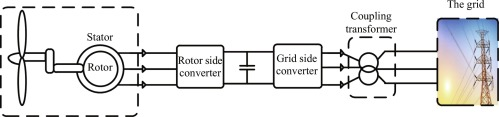 Stator
Rotor
Rotor side
converter
Grid side
converter
Coupling
transformer
The grid